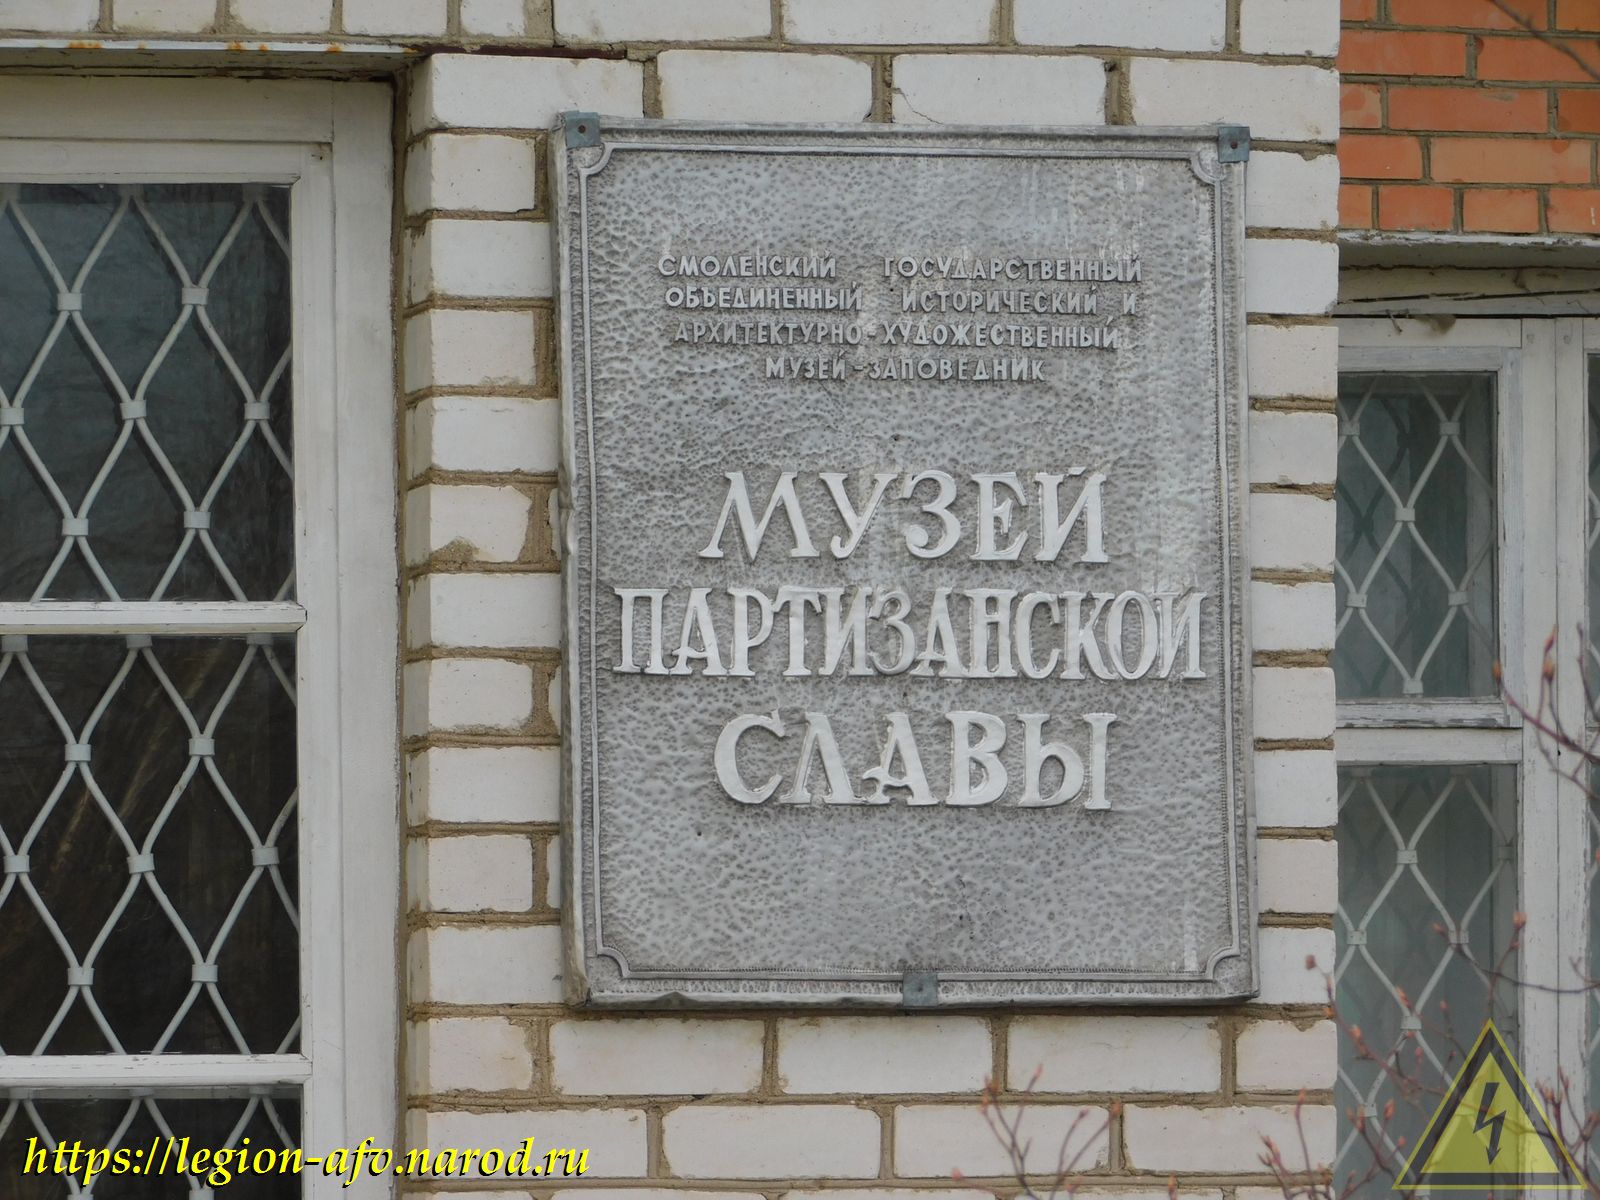 СМОЛЕНСКИЙ ГОСУДАРСТВЕННЫЙ
ОБЪЕДИНЕННЫЙ ИСТОРИЧЕСКИЙ И
АРХИТЕКТУРНО-ХУДОЖЕСТВЕННЫЙ
МУЗЕЙ-ЗАПОВЕДНИК
МУЗЕЙ
ПАРТИЗАНСКОЙ
СЛАВЫ
https://legion-afv.narod.ru